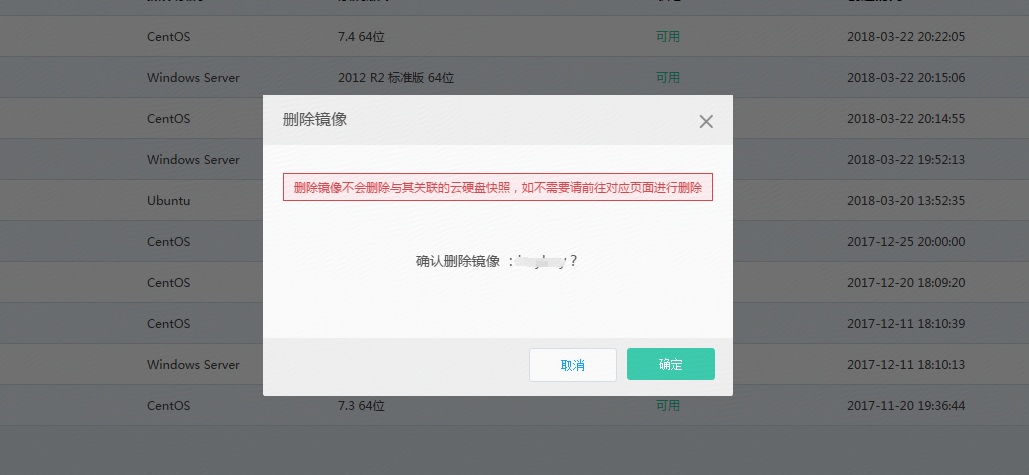 CentOS 7.4 64位 可用 2018-03-22 20:22:05
Windows Server 2012 R2 标准版 64位 可用 2018-03-22 20:15:06
CentOS 2018-03-22 20:14:55
删除镜像
Windows Server 2018-03-22 19:52:13
删除镜像不会删除与其关联的云硬盘快照，如不需要请前往对应页面进行删除
Ubuntu 2018-03-20 13:52:35
CentOS 2017-12-25 20:00:00
确认删除镜像 : ?
CentOS 2017-12-20 18:09:20
CentOS 2017-12-11 18:10:39
Windows Server 2017-12-11 18:10:13
取消 确定
CentOS 7.3 64位 可用 2017-11-20 19:36:44